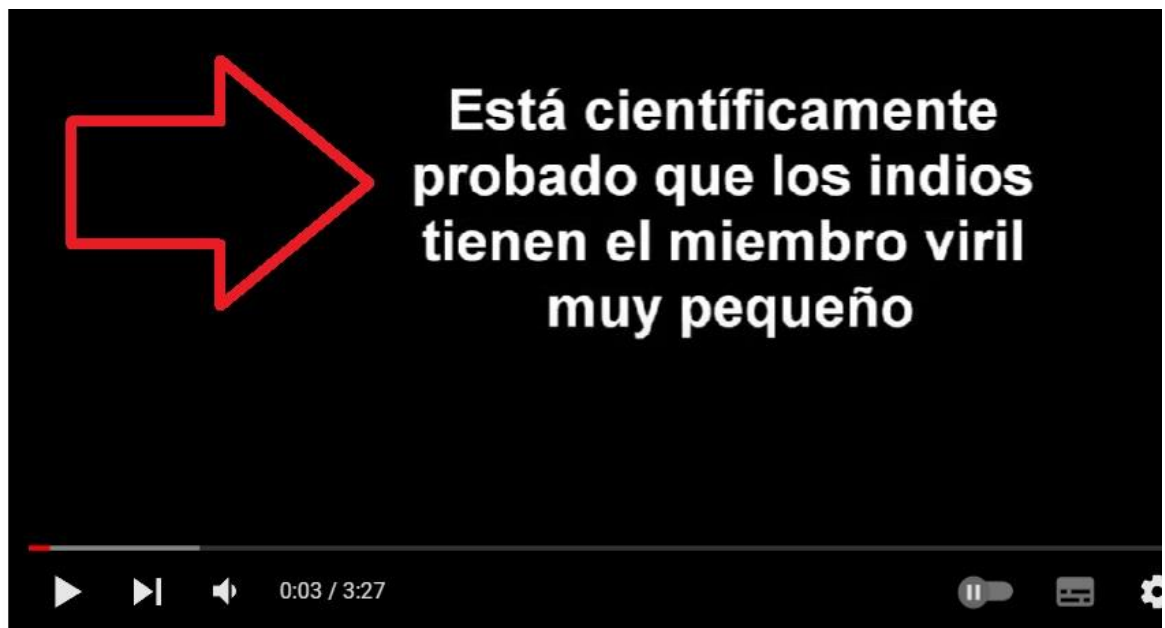 Está científicamente
probado que los indios
tienen el miembro viril
muy pequeño
0:03 / 3:27